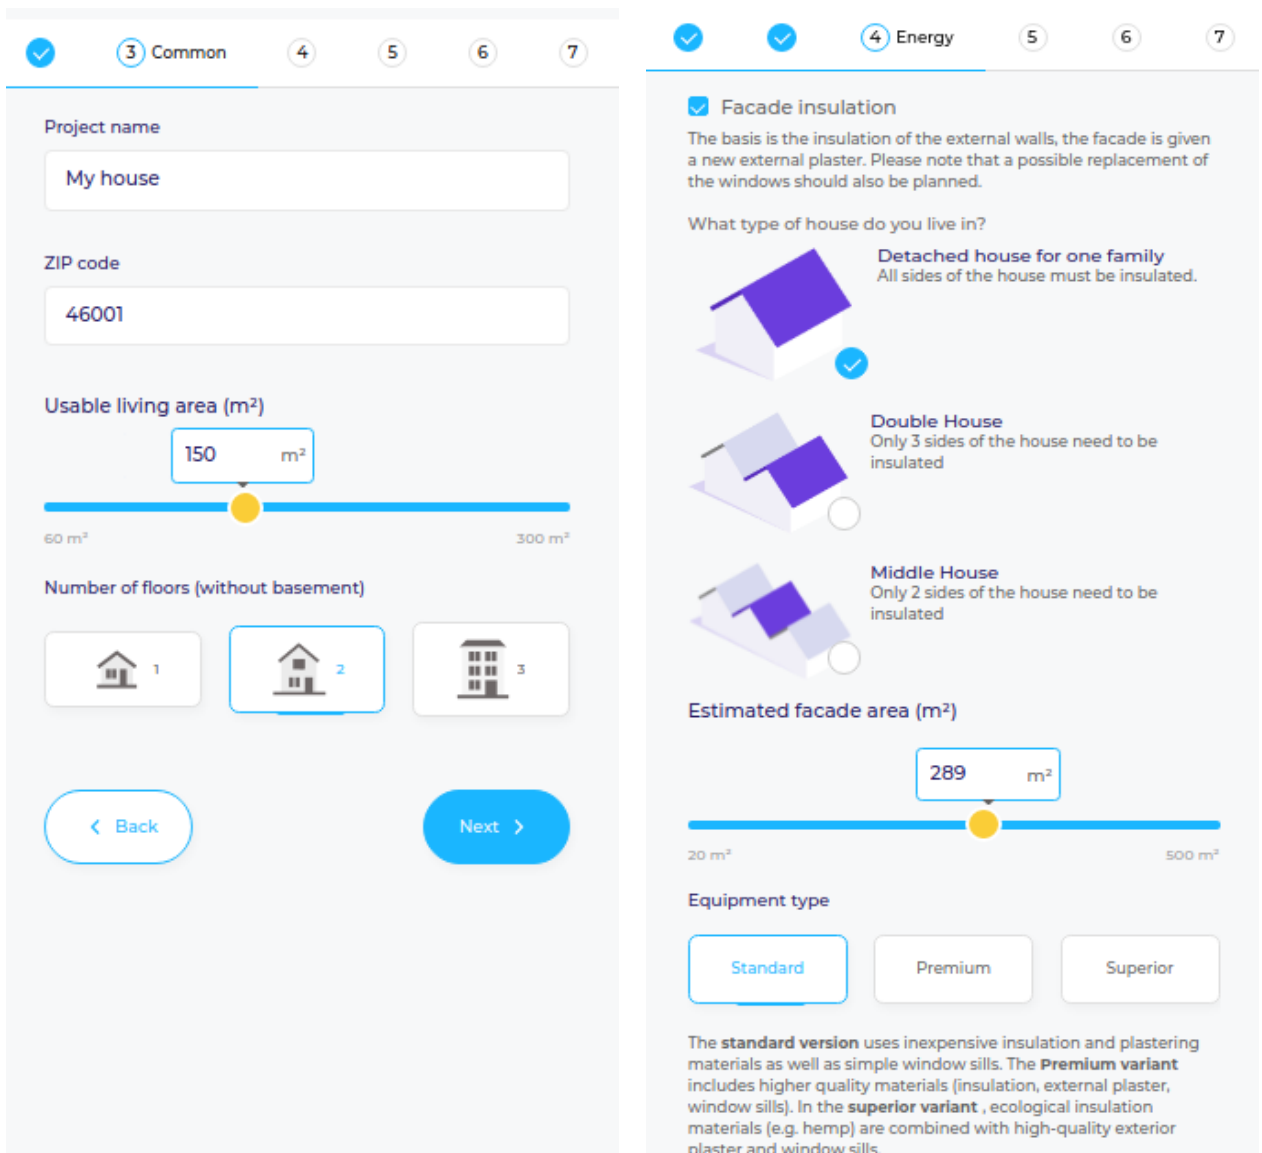 3 Common 4 5 6 7
Project name
My house
ZIP code
46001
Usable living area (m²)
150 m²
60 m² 300 m²
Number of floors (without basement)
1 2 3
Back Next
4 Energy 5 6 7
Facade insulation
The basis is the insulation of the external walls, the facade is given
a new external plaster. Please note that a possible replacement of
the windows should also be planned.
What type of house do you live in?
Detached house for one family
All sides of the house must be insulated.
Double House
Only 3 sides of the house need to be
insulated
Middle House
Only 2 sides of the house need to be
insulated
Estimated facade area (m²)
289 m²
20 m² 500 m²
Equipment type
Standard Premium Superior
The standard version uses inexpensive insulation and plastering
materials as well as simple window sills. The Premium variant
includes higher quality materials (insulation, external plaster,
window sills). In the superior variant , ecological insulation
materials (e.g. hemp) are combined with high-quality exterior
plaster and window sills.